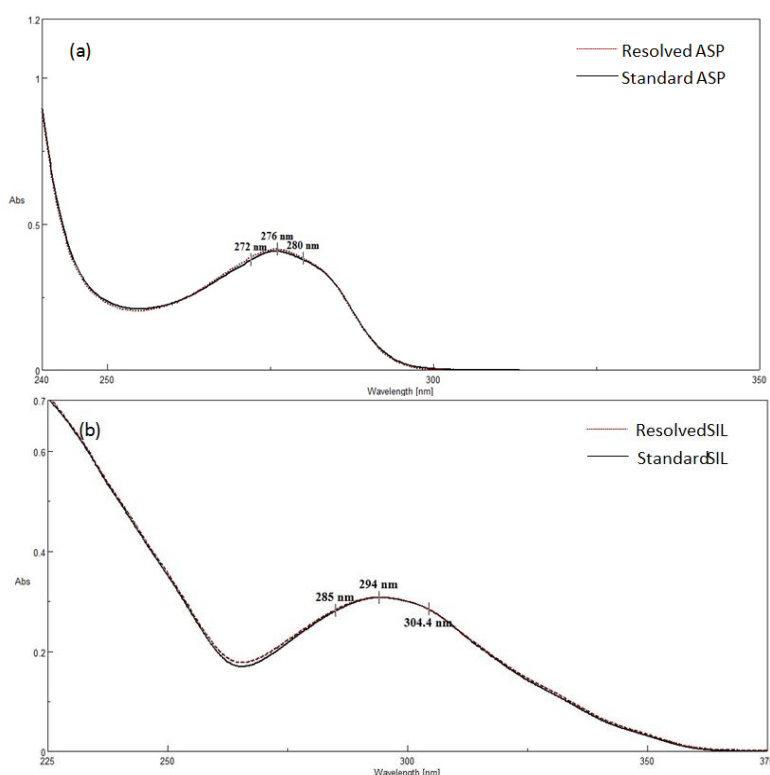 1.2
(a)
Resolved ASP
Standard ASP
1
Abs
0.5
272 nm
276 nm
280 nm
0
240
250
300
350
Wavelength [nm]
0.7
(b)
ResolvedSIL
StandardSIL
0.6
0.4
Abs
285 nm
294 nm
304.4 nm
0.2
0
225
250
300
350
375
Wavelength [nm]